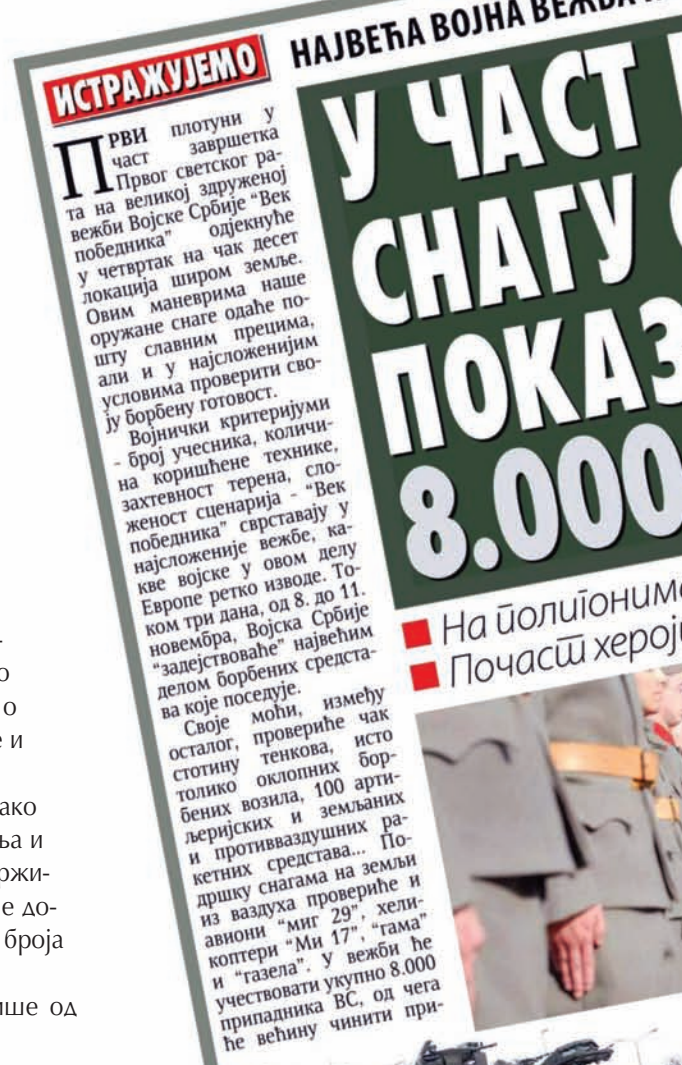 НАЈВЕЋА ВОЈНА ВЕЖБА
ИСТРАЖУЈЕМО
ПРВИ плотуни у
част завршетка
Првог светског ра-
та на великој здруженој
вежби Војске Србије “Век
победника” одјекнуће
у четвртак на чак десет
локација широм земље.
Овим маневрима наше
оружане снаге одаће по-
шту славним прецима,
али и у најсложенијим
условима проверити сво-
ју борбену готовост.
Војнички критеријуми
- број учесника, количи-
на коришћене технике,
захтевност терена, сло-
женост сценарија - “Век
победника” сврставају у
најсложеније вежбе, ка-
кве војске у овом делу
Европе ретко изводе. То-
ком три дана, од 8. до 11.
новембра, Војска Србије
“задејствоваће” највећим
делом борбених средста-
ва које поседује.
Своје моћи, између
осталог, провериће чак
стотину тенкова, исто
толико оклопних бор-
бених возила, 100 арти-
љеријских и земљаних
и противваздушних ра-
кетних средстава... По-
дршку снагама на земљи
из ваздуха провериће и
авиони “миг 29”, хели-
коптери “Ми 17”, “гама”
и “газела”. У вежби ће
учествовати укупно 8.000
припадника ВС, од чега
ће већину чинити при-
У ЧАСТ
СНАГУ
ПОКАЗ
8.000
На полигонима
Почаст херој
о
о
е и
ако
ња и
ржи-
е до-
броја
ише од